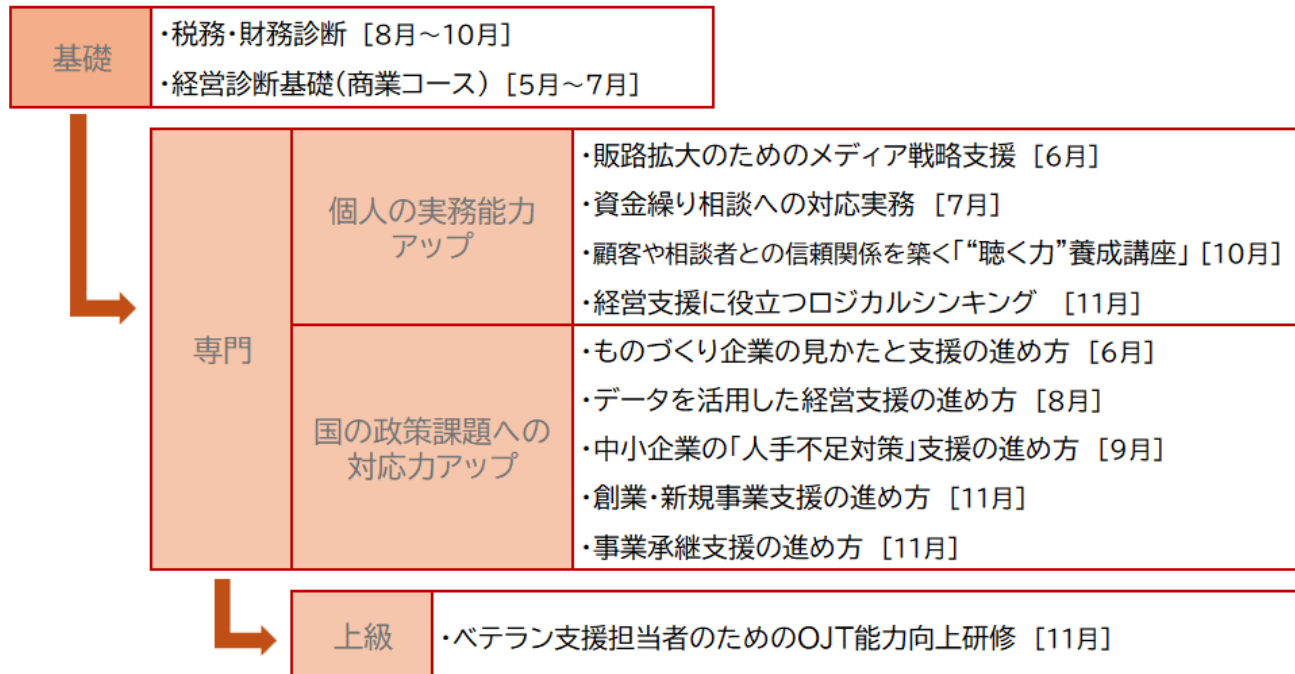 基礎
・税務・財務診断 [8月～10月]
・経営診断基礎(商業コース) [5月～7月]
専門
個人の実務能力
アップ
・販路拡大のためのメディア戦略支援 [6月]
・資金繰り相談への対応実務 [7月]
・顧客や相談者との信頼関係を築く「“聴く力”養成講座」 [10月]
・経営支援に役立つロジカルシンキング [11月]
国の政策課題への
対応力アップ
・ものづくり企業の見かたと支援の進め方 [6月]
・データを活用した経営支援の進め方 [8月]
・中小企業の「人手不足対策」支援の進め方 [9月]
・創業・新規事業支援の進め方 [11月]
・事業承継支援の進め方 [11月]
上級
・ベテラン支援担当者のためのOJT能力向上研修 [11月]